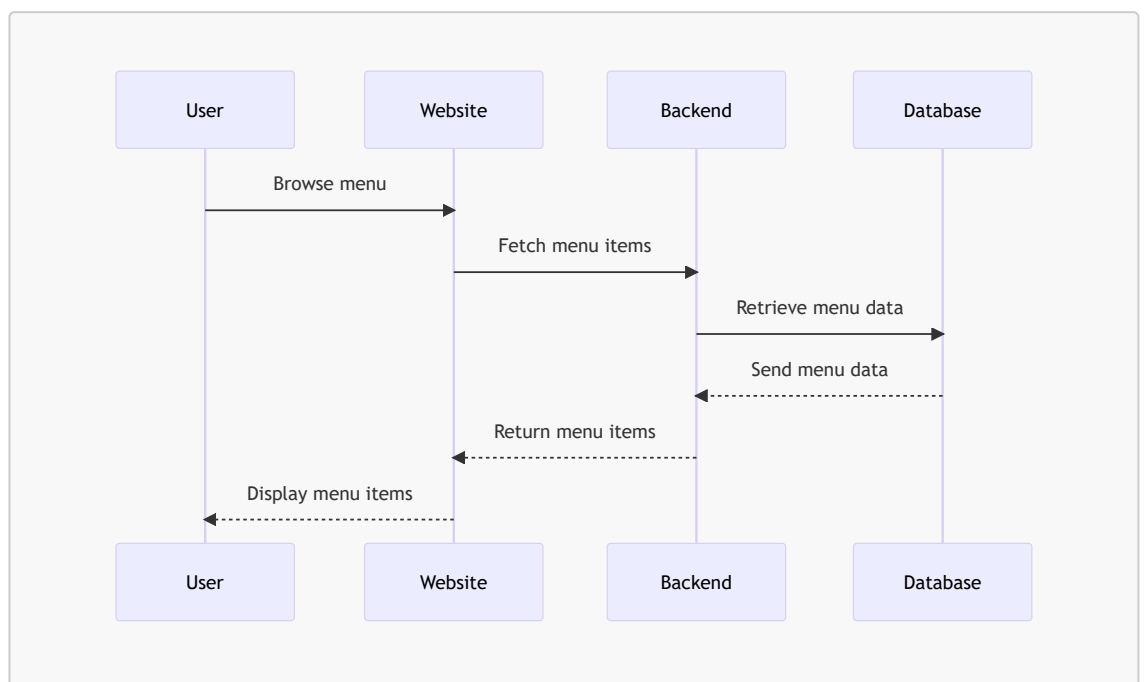 User
Website
Backend
Database
Browse menu
Fetch menu items
Retrieve menu data
Send menu data
Return menu items
Display menu items
User
Website
Backend
Database